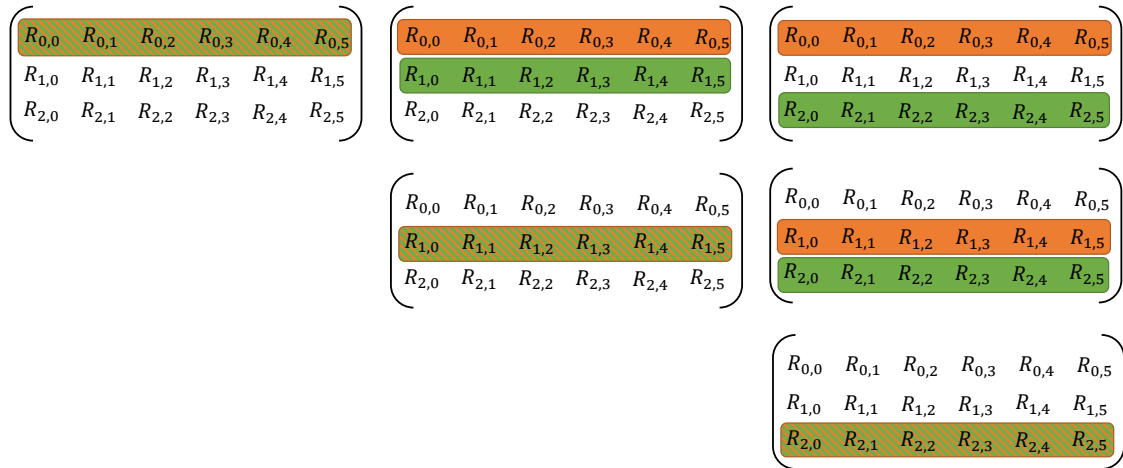 R0,0 R0,1 R0,2 R0,3 R0,4 R0,5
R1,0 R1,1 R1,2 R1,3 R1,4 R1,5
R2,0 R2,1 R2,2 R2,3 R2,4 R2,5
R0,0 R0,1 R0,2 R0,3 R0,4 R0,5
R1,0 R1,1 R1,2 R1,3 R1,4 R1,5
R2,0 R2,1 R2,2 R2,3 R2,4 R2,5
R0,0 R0,1 R0,2 R0,3 R0,4 R0,5
R1,0 R1,1 R1,2 R1,3 R1,4 R1,5
R2,0 R2,1 R2,2 R2,3 R2,4 R2,5
R0,0 R0,1 R0,2 R0,3 R0,4 R0,5
R1,0 R1,1 R1,2 R1,3 R1,4 R1,5
R2,0 R2,1 R2,2 R2,3 R2,4 R2,5
R0,0 R0,1 R0,2 R0,3 R0,4 R0,5
R1,0 R1,1 R1,2 R1,3 R1,4 R1,5
R2,0 R2,1 R2,2 R2,3 R2,4 R2,5
R0,0 R0,1 R0,2 R0,3 R0,4 R0,5
R1,0 R1,1 R1,2 R1,3 R1,4 R1,5
R2,0 R2,1 R2,2 R2,3 R2,4 R2,5